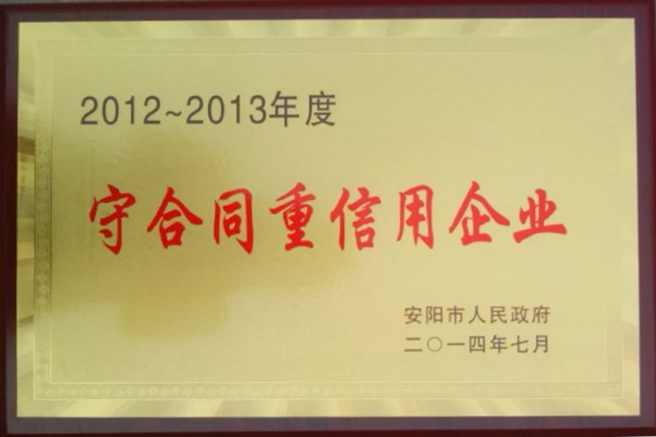 2012~2013年度
守合同重信用企业
安阳市人民政府
二〇一四年七月